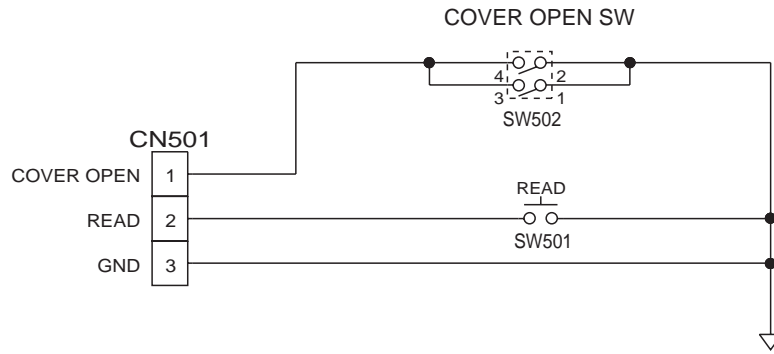 COVER OPEN SW
4 2
3 1
SW502
CN501
COVER OPEN 1
READ
READ 2
SW501
GND 3